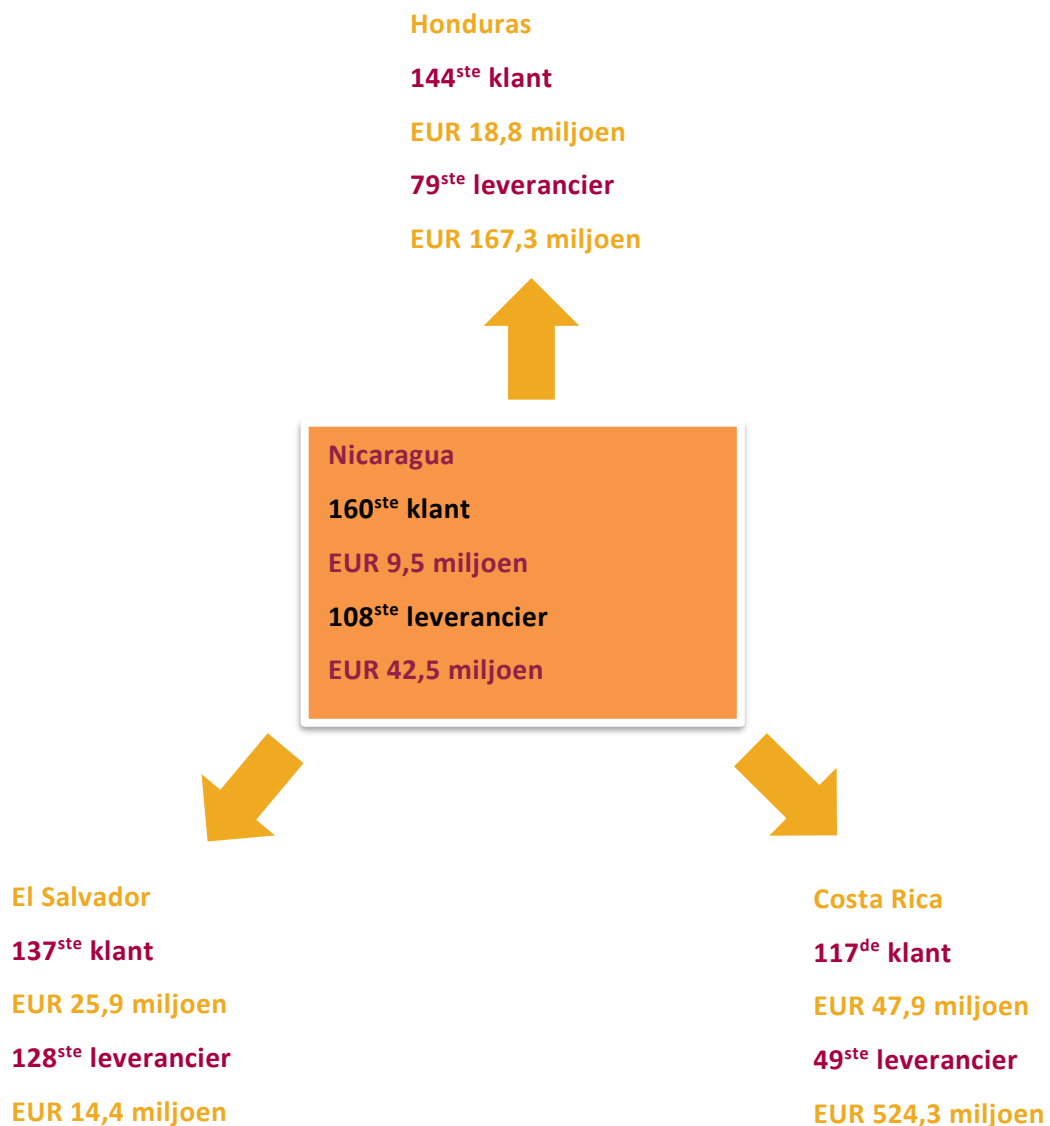 Honduras
144ste klant
EUR 18,8 miljoen
79ste leverancier
EUR 167,3 miljoen
Nicaragua
160ste klant
EUR 9,5 miljoen
108ste leverancier
EUR 42,5 miljoen
El Salvador
137ste klant
EUR 25,9 miljoen
128ste leverancier
EUR 14,4 miljoen
Costa Rica
117de klant
EUR 47,9 miljoen
49ste leverancier
EUR 524,3 miljoen